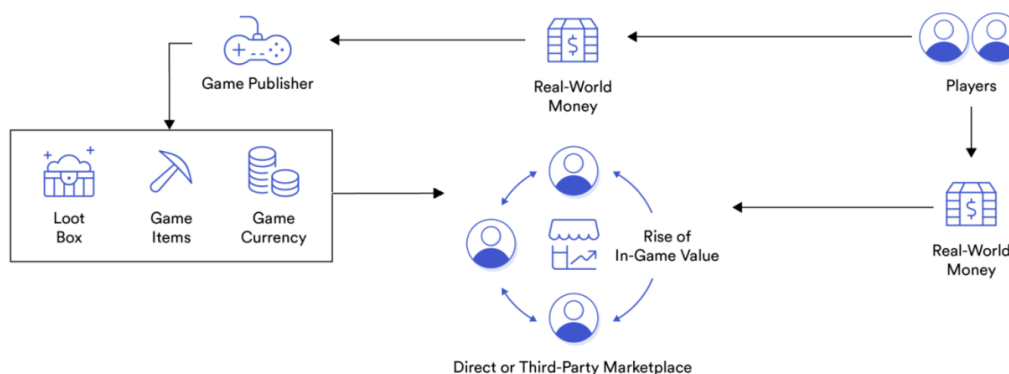 Game Publisher
Real-World
Money
Players
Loot
Box
Game
Items
Game
Currency
Rise of
In-Game Value
Real-World
Money
Direct or Third-Party Marketplace